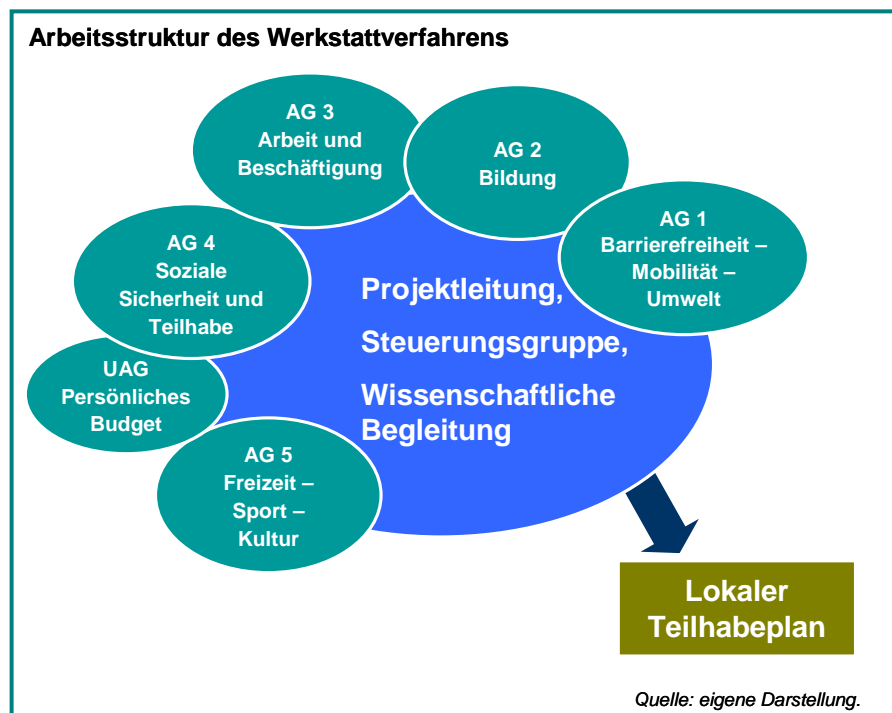 Arbeitsstruktur des Werkstattverfahrens
AG 3
Arbeit und
Beschäftigung
AG 2
Bildung
AG 1
Barrierefreiheit –
Mobilität –
Umwelt
AG 4
Soziale
Sicherheit und
Teilhabe
UAG
Persönliches
Budget
AG 5
Freizeit –
Sport –
Kultur
Projektleitung,
Steuerungsgruppe,
Wissenschaftliche
Begleitung
Lokaler
Teilhabeplan
Quelle: eigene Darstellung.